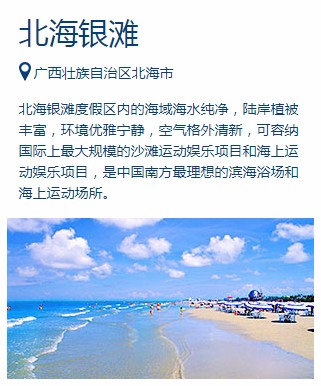 北海银滩
广西壮族自治区北海市
北海银滩度假区内的海域海水纯净，陆岸植被
丰富，环境优雅宁静，空气格外清新，可容纳
国际上最大规模的沙滩运动娱乐项目和海上运
动娱乐项目，是中国南方最理想的滨海浴场和
海上运动场所。